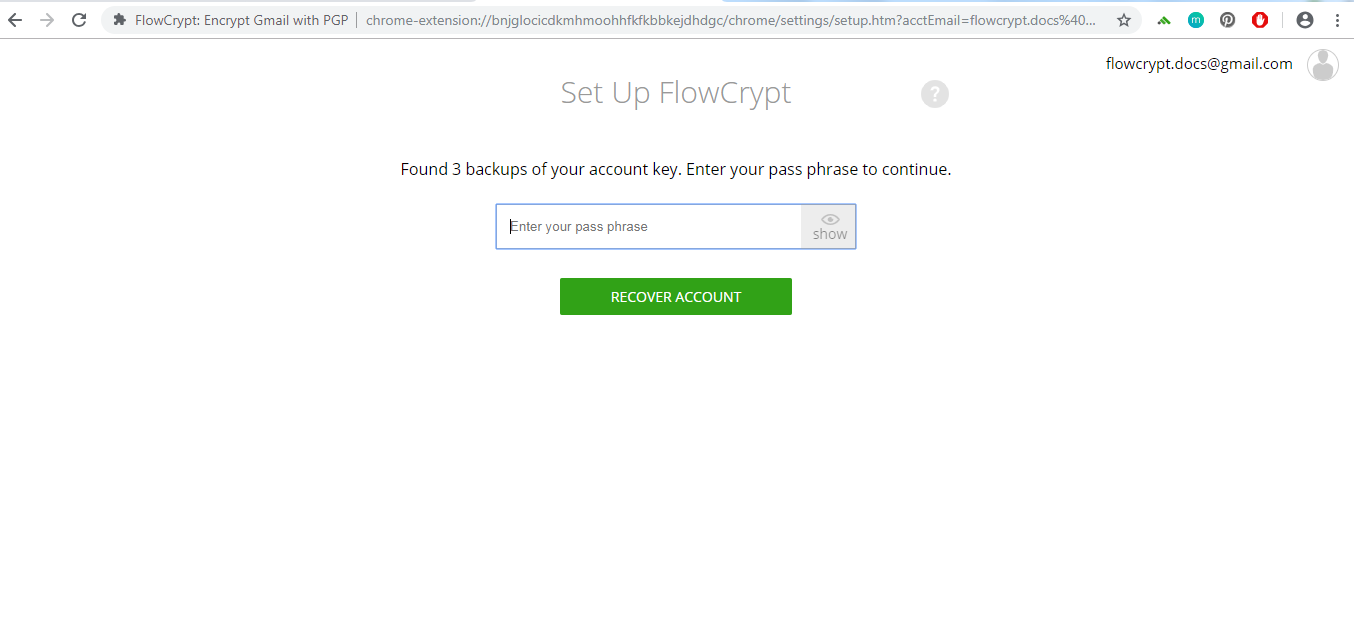 FlowCrypt: Encrypt Gmail with PGP
chrome-extension://bnjglocicdkmhmoohhfkfkbbkejdhdgc/chrome/settings/setup.htm?acctEmail=flowcrypt.docs%40...
m
flowcrypt.docs@gmail.com
Set Up FlowCrypt
?
Found 3 backups of your account key. Enter your pass phrase to continue.
Enter your pass phrase
show
RECOVER ACCOUNT